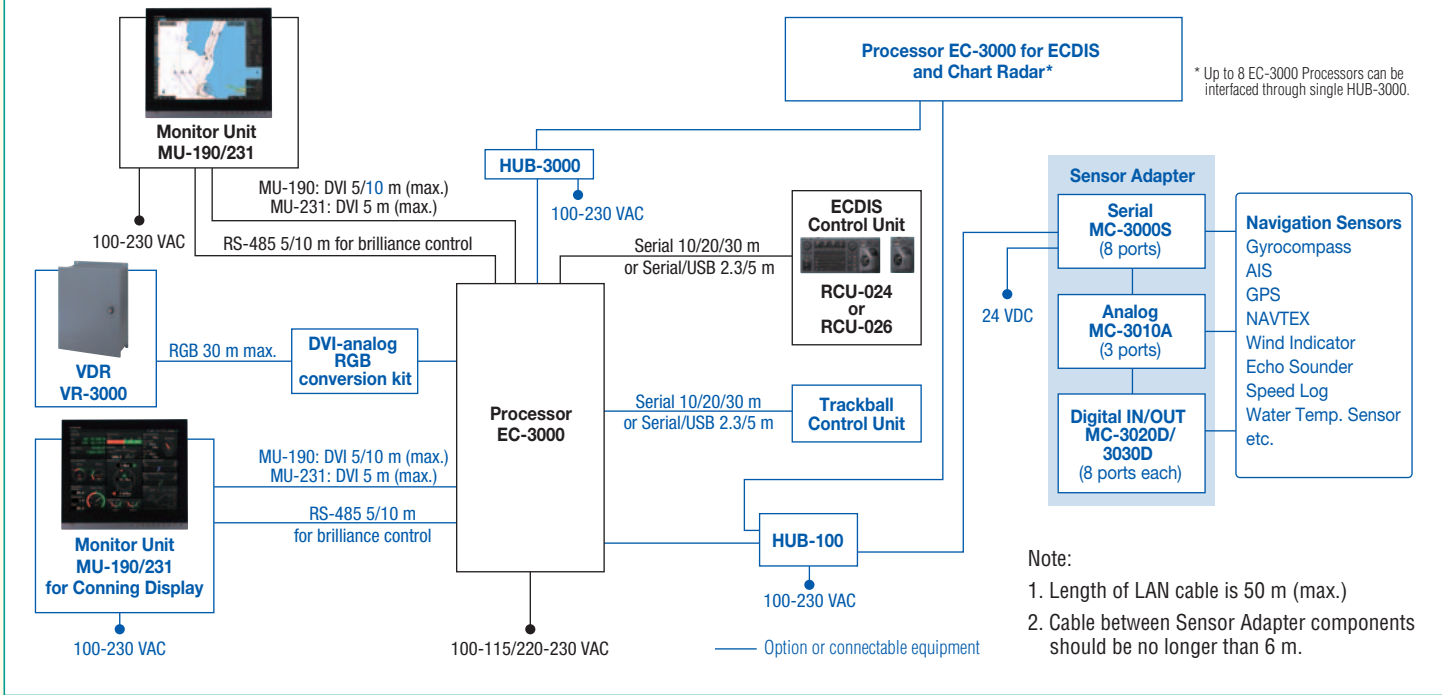 Monitor Unit
MU-190/231
100-230 VAC
MU-190: DVI 5/10 m (max.)
MU-231: DVI 5 m (max.)
RS-485 5/10 m for brilliance control
HUB-3000
100-230 VAC
Processor EC-3000 for ECDIS
and Chart Radar*
* Up to 8 EC-3000 Processors can be
interfaced through single HUB-3000.
Serial 10/20/30 m
or Serial/USB 2.3/5 m
ECDIS
Control Unit
RCU-024
or
RCU-026
VDR
VR-3000
RGB 30 m max.
DVI-analog
RGB
conversion kit
Processor
EC-3000
Serial 10/20/30 m
or Serial/USB 2.3/5 m
Trackball
Control Unit
MU-190: DVI 5/10 m (max.)
MU-231: DVI 5 m (max.)
RS-485 5/10 m
for brilliance control
Monitor Unit
MU-190/231
for Conning Display
100-230 VAC
100-115/220-230 VAC
HUB-100
100-230 VAC
24 VDC
Sensor Adapter
Serial
MC-3000S
(8 ports)
Analog
MC-3010A
(3 ports)
Digital IN/OUT
MC-3020D/
3030D
(8 ports each)
Navigation Sensors
Gyrocompass
AIS
GPS
NAVTEX
Wind Indicator
Echo Sounder
Speed Log
Water Temp. Sensor
etc.
Option or connectable equipment
Note:
1. Length of LAN cable is 50 m (max.)
2. Cable between Sensor Adapter components
should be no longer than 6 m.